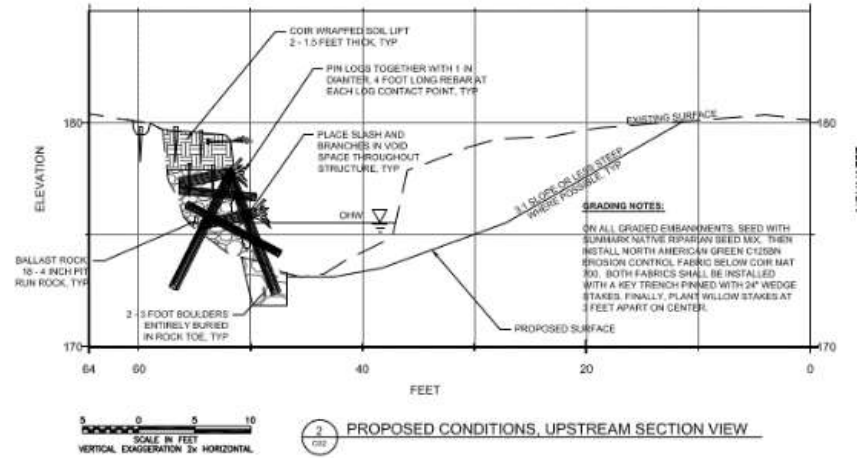 COIR WRAPPED SOIL LIFT
2 - 1.5 FEET THICK, TYP
PIN LOGS TOGETHER WITH 1 IN
DIAMTER, 4 FOOT LONG REBAR AT
EACH LOG CONTACT POINT, TYP
PLACE SLASH AND
BRANCHES IN VOID
SPACE THROUGHOUT
STRUCTURE, TYP
180
180
EXISTING SURFACE
ELEVATION
OHW
3:1 SLOPE OR LESS STEEP
WHERE POSSIBLE, TYP
GRADING NOTES:
ON ALL GRADED EMBANKMENTS, SEED WITH
SUNMARK NATIVE RIPARIAN SEED MIX. THEN
INSTALL NORTH AMERICAN GREEN C125BN
EROSION CONTROL FABRIC BELOW COIR MAT
700. BOTH FABRICS SHALL BE INSTALLED
WITH A KEY TRENCH PINNED WITH 24" WEDGE
STAKES. FINALLY, PLANT WILLOW STAKES AT
3 FEET APART ON CENTER.
BALLAST ROCK
18 - 4 INCH PIT
RUN ROCK, TYP
2 - 3 FOOT BOULDERS
ENTIRELY BURIED
IN ROCK TOE, TYP
PROPOSED SURFACE
170
170
64
60
40
20
0
FEET
5 0 5 10
SCALE IN FEET
VERTICAL EXAGGERATION 2x HORIZONTAL
2
C02
PROPOSED CONDITIONS, UPSTREAM SECTION VIEW